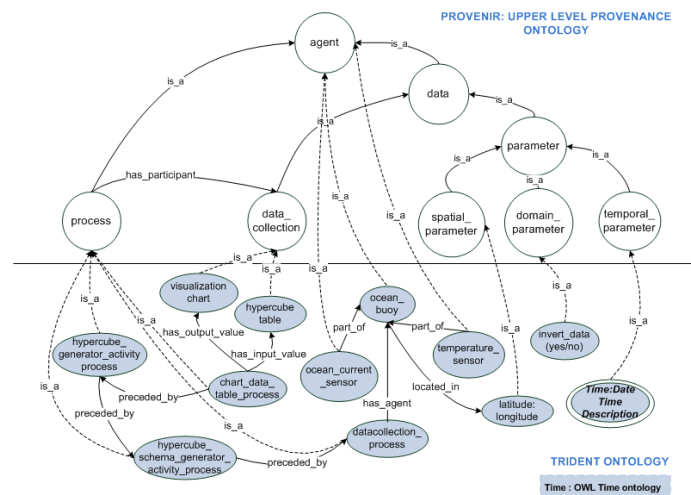 PROVENIR: UPPER LEVEL PROVENANCE
ONTOLOGY
agent
is_a
is_a
data
is_a
is_a
is_a
parameter
is_a
is_a
is_a
has_participant
process
data_
collection
is_a
is_a
spatial_
parameter
domain_
parameter
temporal_
parameter
is_a
is_a
is_a
visualization
chart
hypercube
table
ocean_
buoy
is_a
is_a
is_a
is_a
is_a
has_output_value
part_of
part_of
invert_data
(yes/no)
hypercube_
generator_activity
process
has_input_value
ocean_current_
sensor
temperature_
sensor
is_a
chart_data_
table_process
preceded_by
preceded_by
located_in
has_agent
latitude:
longitude
Time:Date
Time
Description
is_a
hypercube_
schema_generator_
activity_process
preceded_by
datacollection_
process
TRIDENT ONTOLOGY
Time : OWL Time ontology